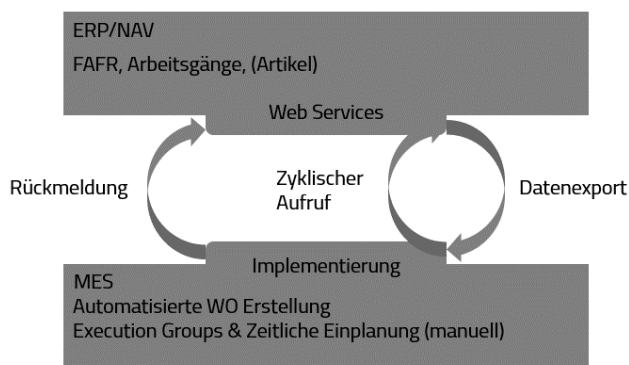 ERP/NAV
FAFR, Arbeitsgänge, (Artikel)
Web Services
Rückmeldung
Zyklischer
Aufruf
Datenexport
Implementierung
MES
Automatisierte WO Erstellung
Execution Groups & Zeitliche Einplanung (manuell)